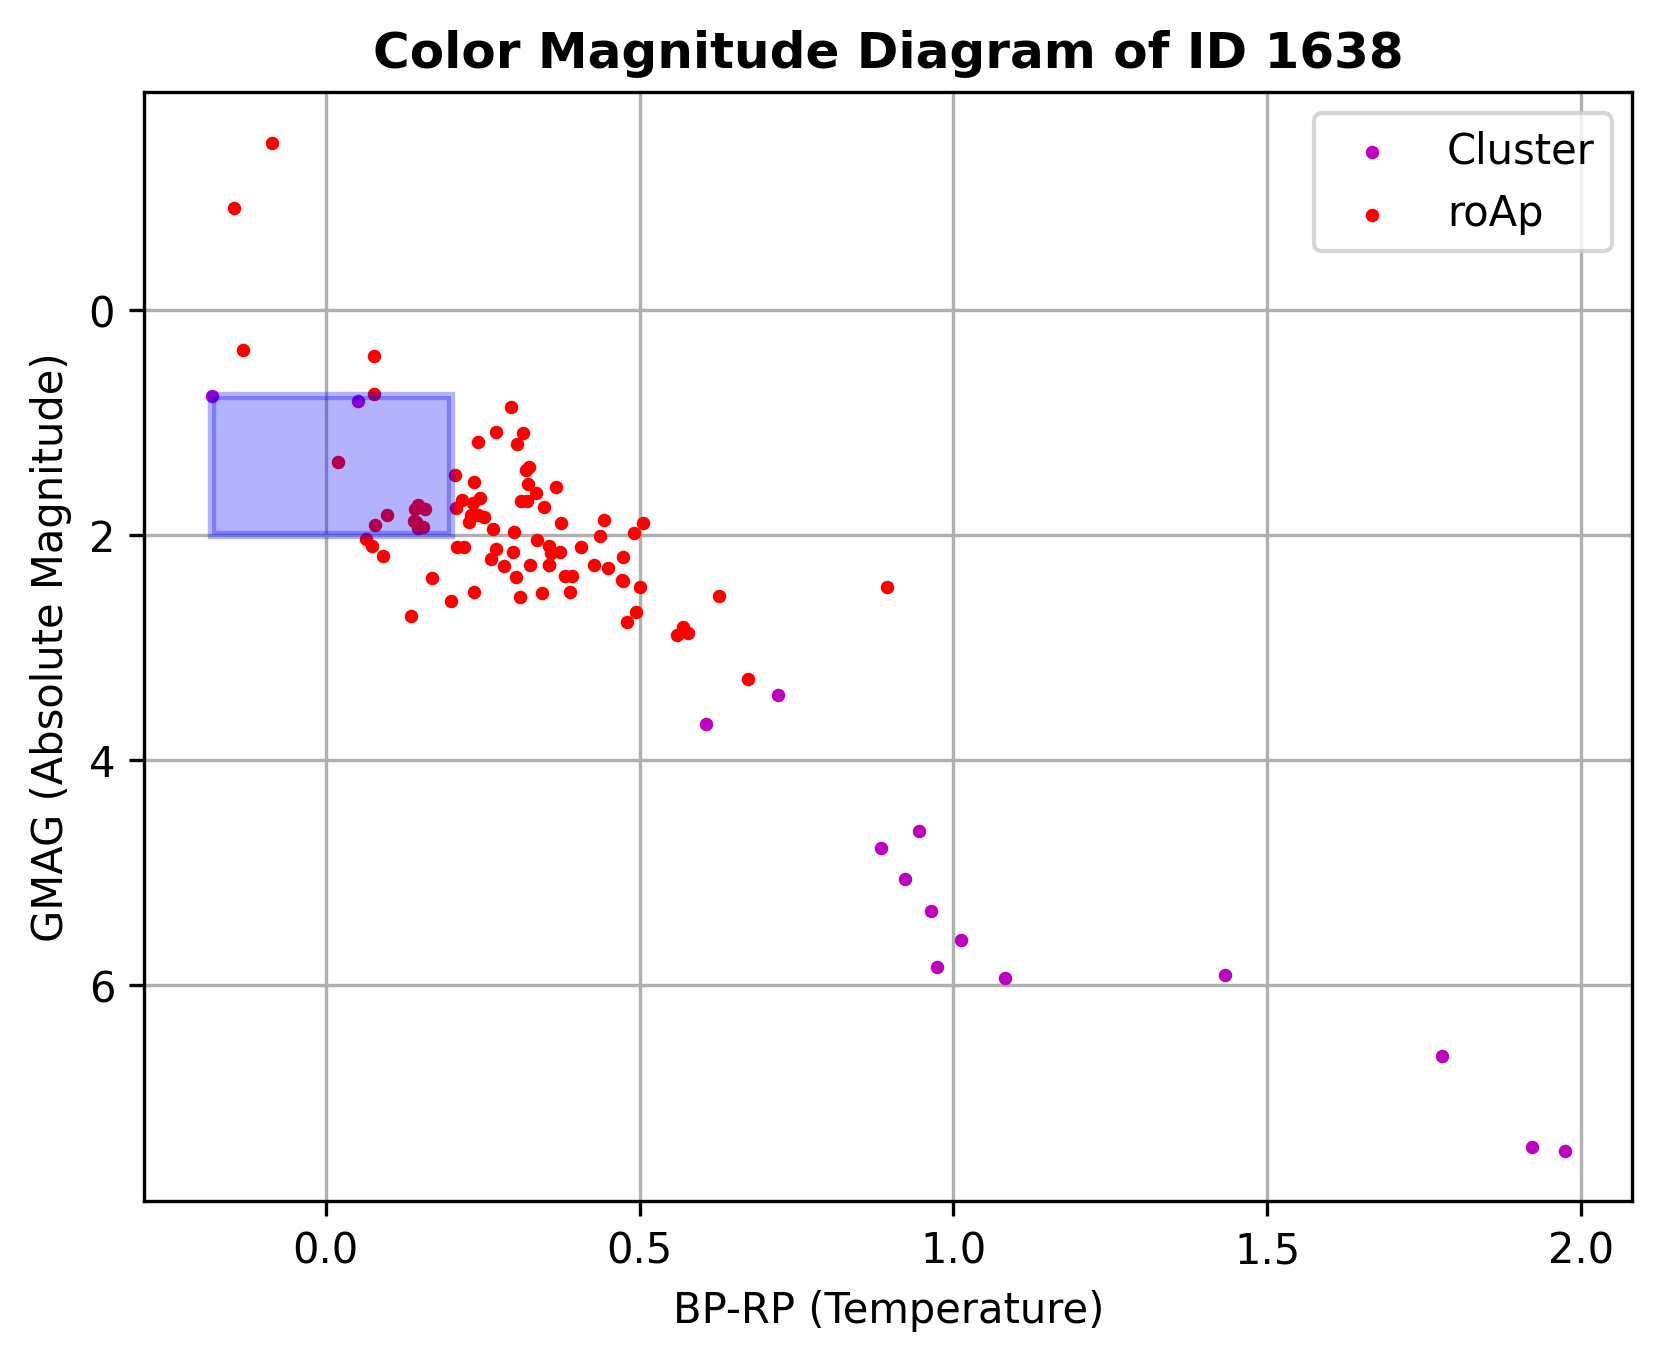 Color Magnitude Diagram of ID 1638
Cluster
roAp
GMAG (Absolute Magnitude)
0
2
4
6
0.0 0.5 1.0 1.5 2.0
BP-RP (Temperature)